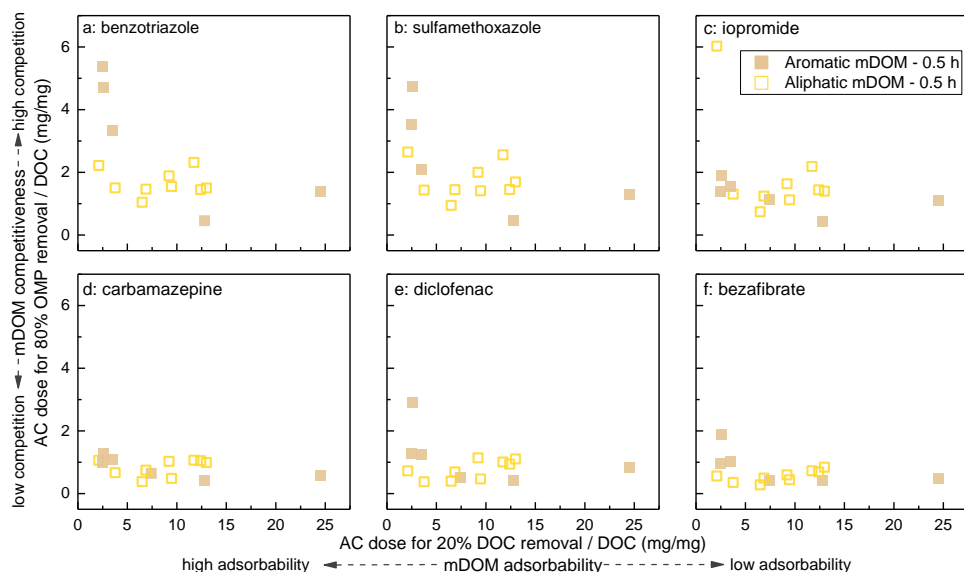 a: benzotriazole
b: sulfamethoxazole
c: iopromide
Aromatic mDOM - 0.5 h
Aliphatic mDOM - 0.5 h
6
4
2
0
d: carbamazepine
e: diclofenac
f: bezafibrate
6
4
2
0
0 5 10 15 20 25
0 5 10 15 20 25
0 5 10 15 20 25
low competition mDOM competitiveness high competition
AC dose for 80% OMP removal / DOC (mg/mg)
AC dose for 20% DOC removal / DOC (mg/mg)
high adsorbability mDOM adsorbability low adsorbability